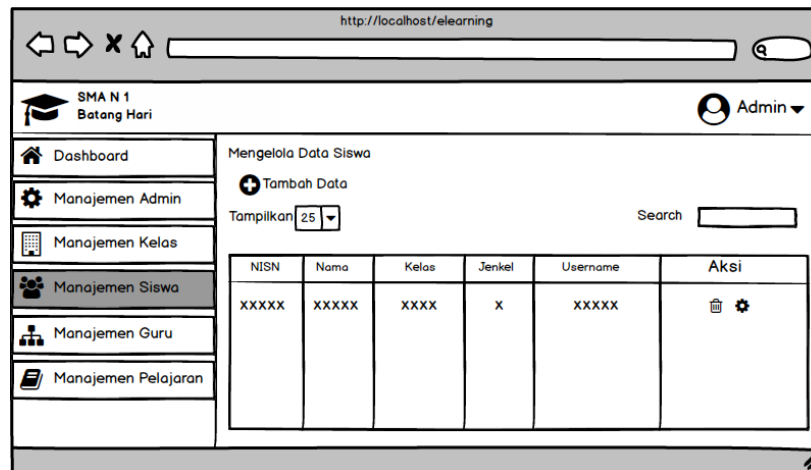 http://localhost/elearning
SMA N 1
Batang Hari
Admin
Dashboard
Manajemen Admin
Manajemen Kelas
Manajemen Siswa
Manajemen Guru
Manajemen Pelajaran
Mengelola Data Siswa
Tambah Data
Tampilkan 25
Search
NISN Nama Kelas Jenkel Username Aksi
XXXXX XXXXX XXXX X XXXXX